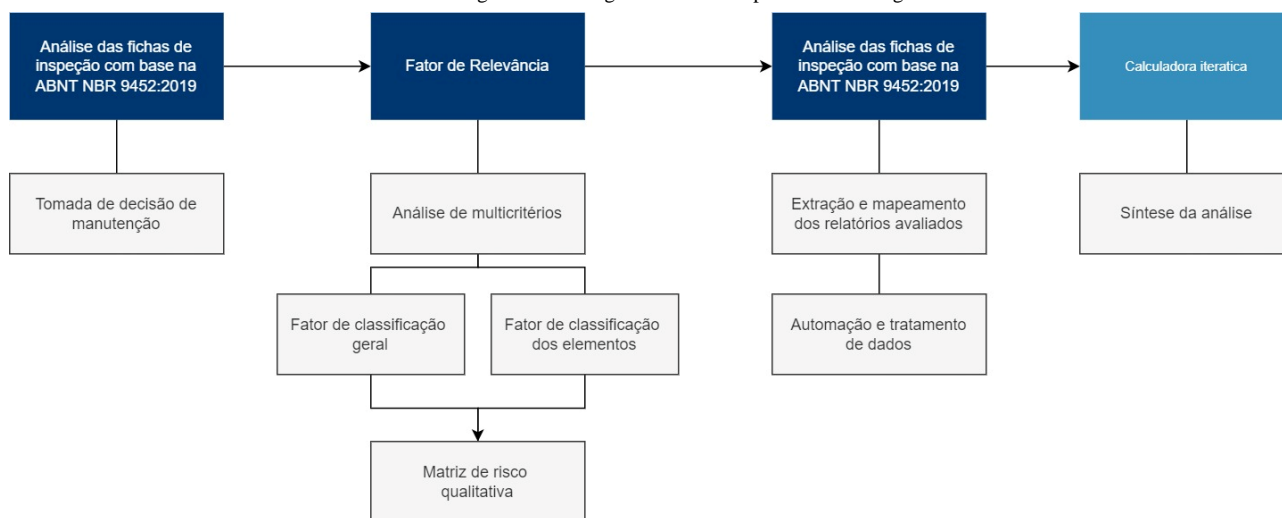 Análise das fichas de
inspeção com base na
ABNT NBR 9452:2019
Fator de Relevância
Análise das fichas de
inspeção com base na
ABNT NBR 9452:2019
Calculadora iteratica
Tomada de decisão de
manutenção
Análise de multicritérios
Extração e mapeamento
dos relatórios avaliados
Síntese da análise
Fator de classificação
geral
Fator de classificação
dos elementos
Automação e tratamento
de dados
Matriz de risco
qualitativa